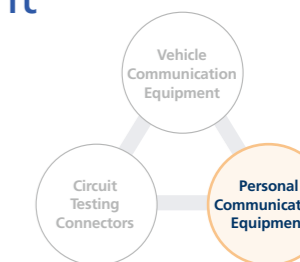 Vehicle
Communication
Equipment
Circuit
Testing
Connectors
Personal
Communicat
Equipmen